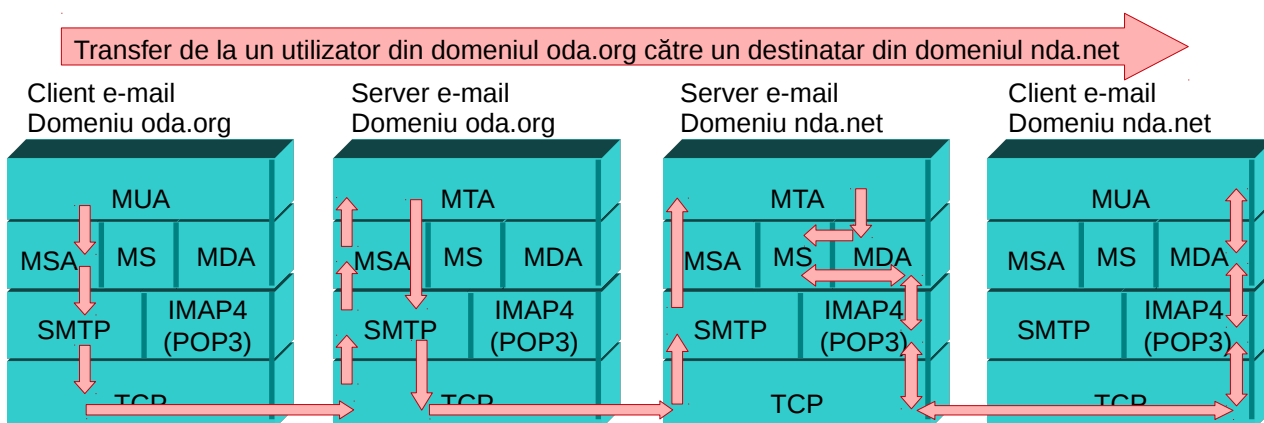 Transfer de la un utilizator din domeniul oda.org către un destinatar din domeniul nda.net
Client e-mail
Domeniu oda.org
Server e-mail
Domeniu oda.org
Server e-mail
Domeniu nda.net
Client e-mail
Domeniu nda.net
MUA
MSA
MS
MDA
SMTP
IMAP4
(POP3)
TCP
MTA
MSA
MS
MDA
SMTP
IMAP4
(POP3)
TCP
MTA
MSA
MS
MDA
SMTP
IMAP4
(POP3)
TCP
MUA
MSA
MS
MDA
SMTP
IMAP4
(POP3)
TCP